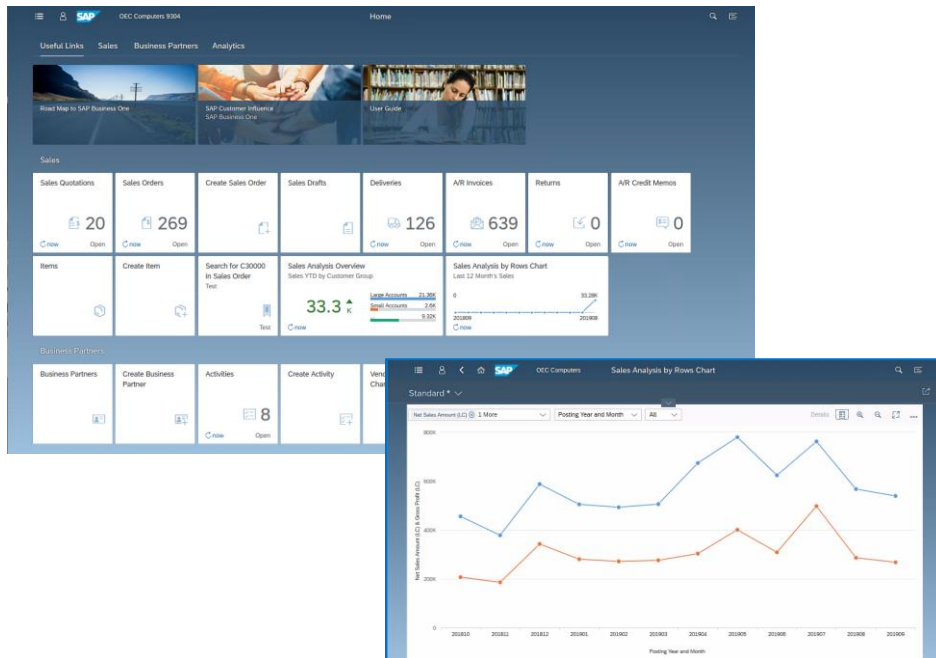 SAP
OEC Computers 9304
Home
Useful Links
Sales
Business Partners
Analytics
Road Map to SAP Business One
SAP Customer Influence
SAP Business One
User Guide
Sales
Sales Quotations
20
now
Open
Sales Orders
269
now
Open
Create Sales Order
Sales Drafts
Deliveries
126
now
Open
A/R Invoices
639
now
Open
Returns
0
now
Open
A/R Credit Memos
0
now
Open
Items
Create Item
Search for C30000
in Sales Order
Test
Test
Sales Analysis Overview
Sales YTD by Customer Group
33.3
K
Large Accounts
21.36K
Small Accounts
2.6K
9.32K
now
Sales Analysis by Rows Chart
Last 12 Month's Sales
0
33.28K
201809
201909
now
Business Partners
Business Partners
Create Business
Partner
Activities
8
now
Open
Create Activity
SAP
OEC Computers
Sales Analysis by Rows Chart
Standard *
Net Sales Amount (LC)
1 More
Posting Year and Month
All
Details
Net Sales Amount (LC) & Gross Profit (LC)
800K
600K
400K
200K
0
201810
201811
201812
201901
201902
201903
201904
201905
201906
201907
201908
201909
Posting Year and Month